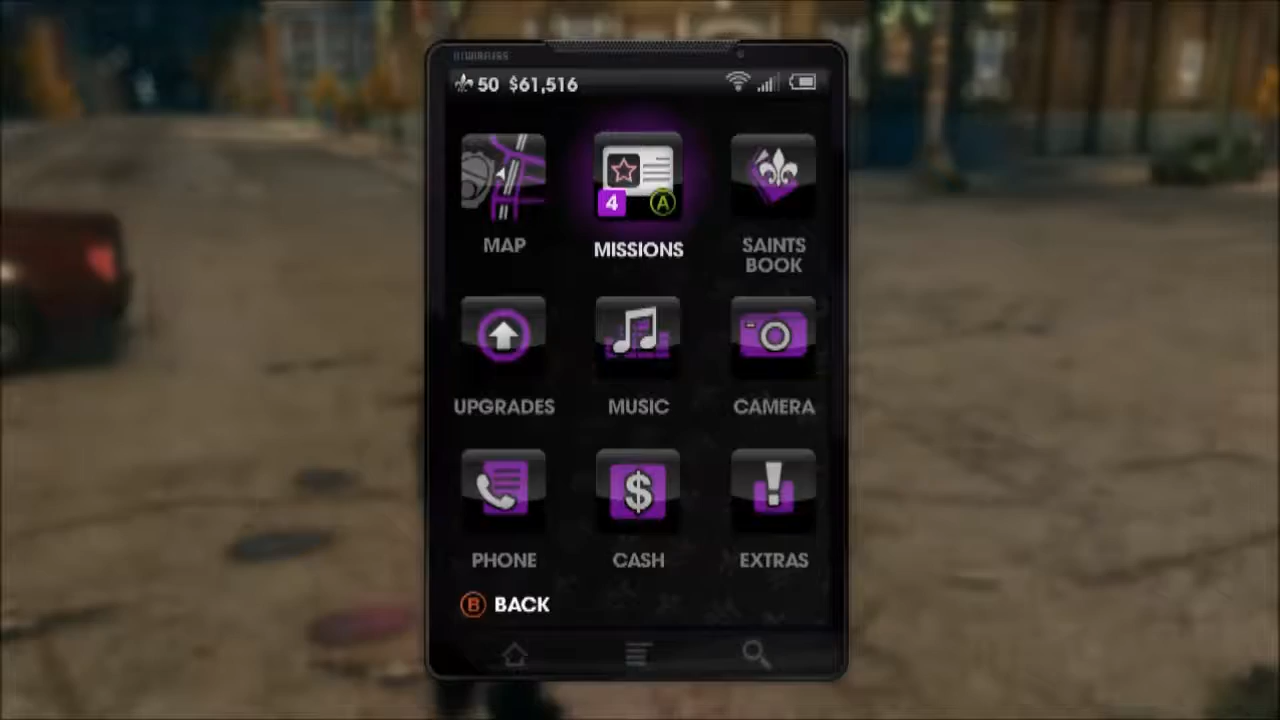 50 $61,516
4 A
MAP MISSIONS SAINTS
BOOK
UPGRADES MUSIC CAMERA
$
PHONE CASH EXTRAS
B BACK